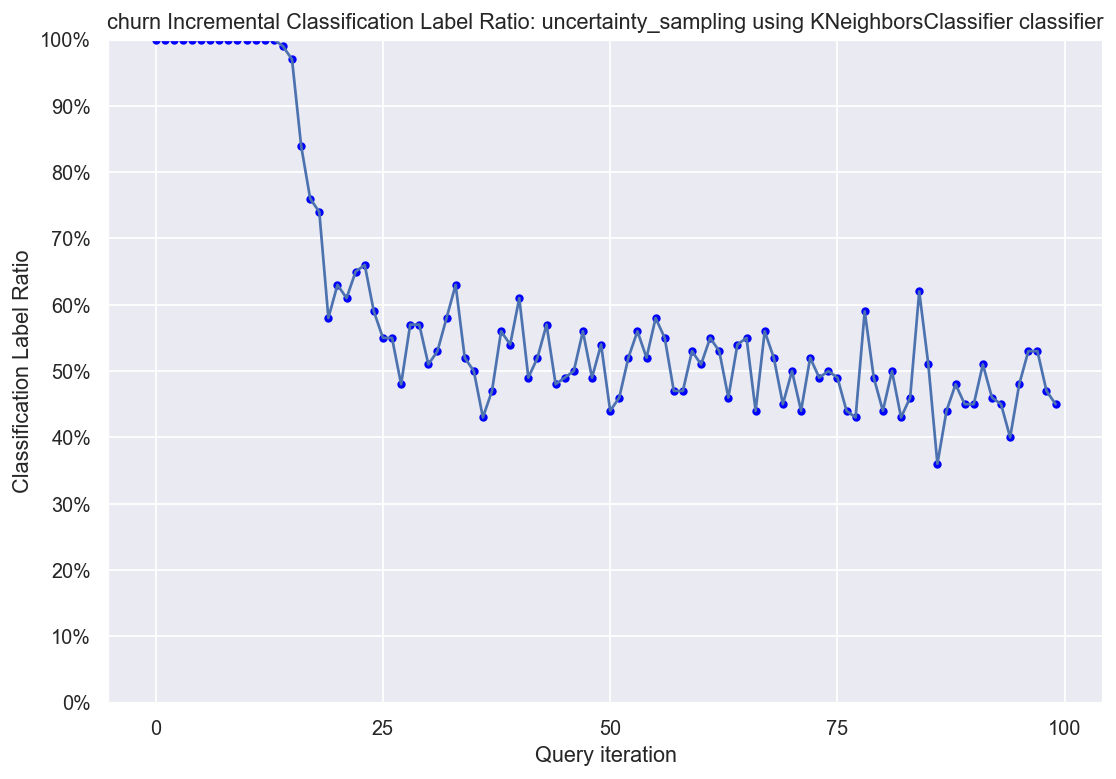 churn Incremental Classification Label Ratio: uncertainty_sampling using KNeighborsClassifier classifier
100%
90%
80%
70%
60%
50%
40%
30%
20%
10%
0%
Classification Label Ratio
0 25 50 75 100
Query iteration